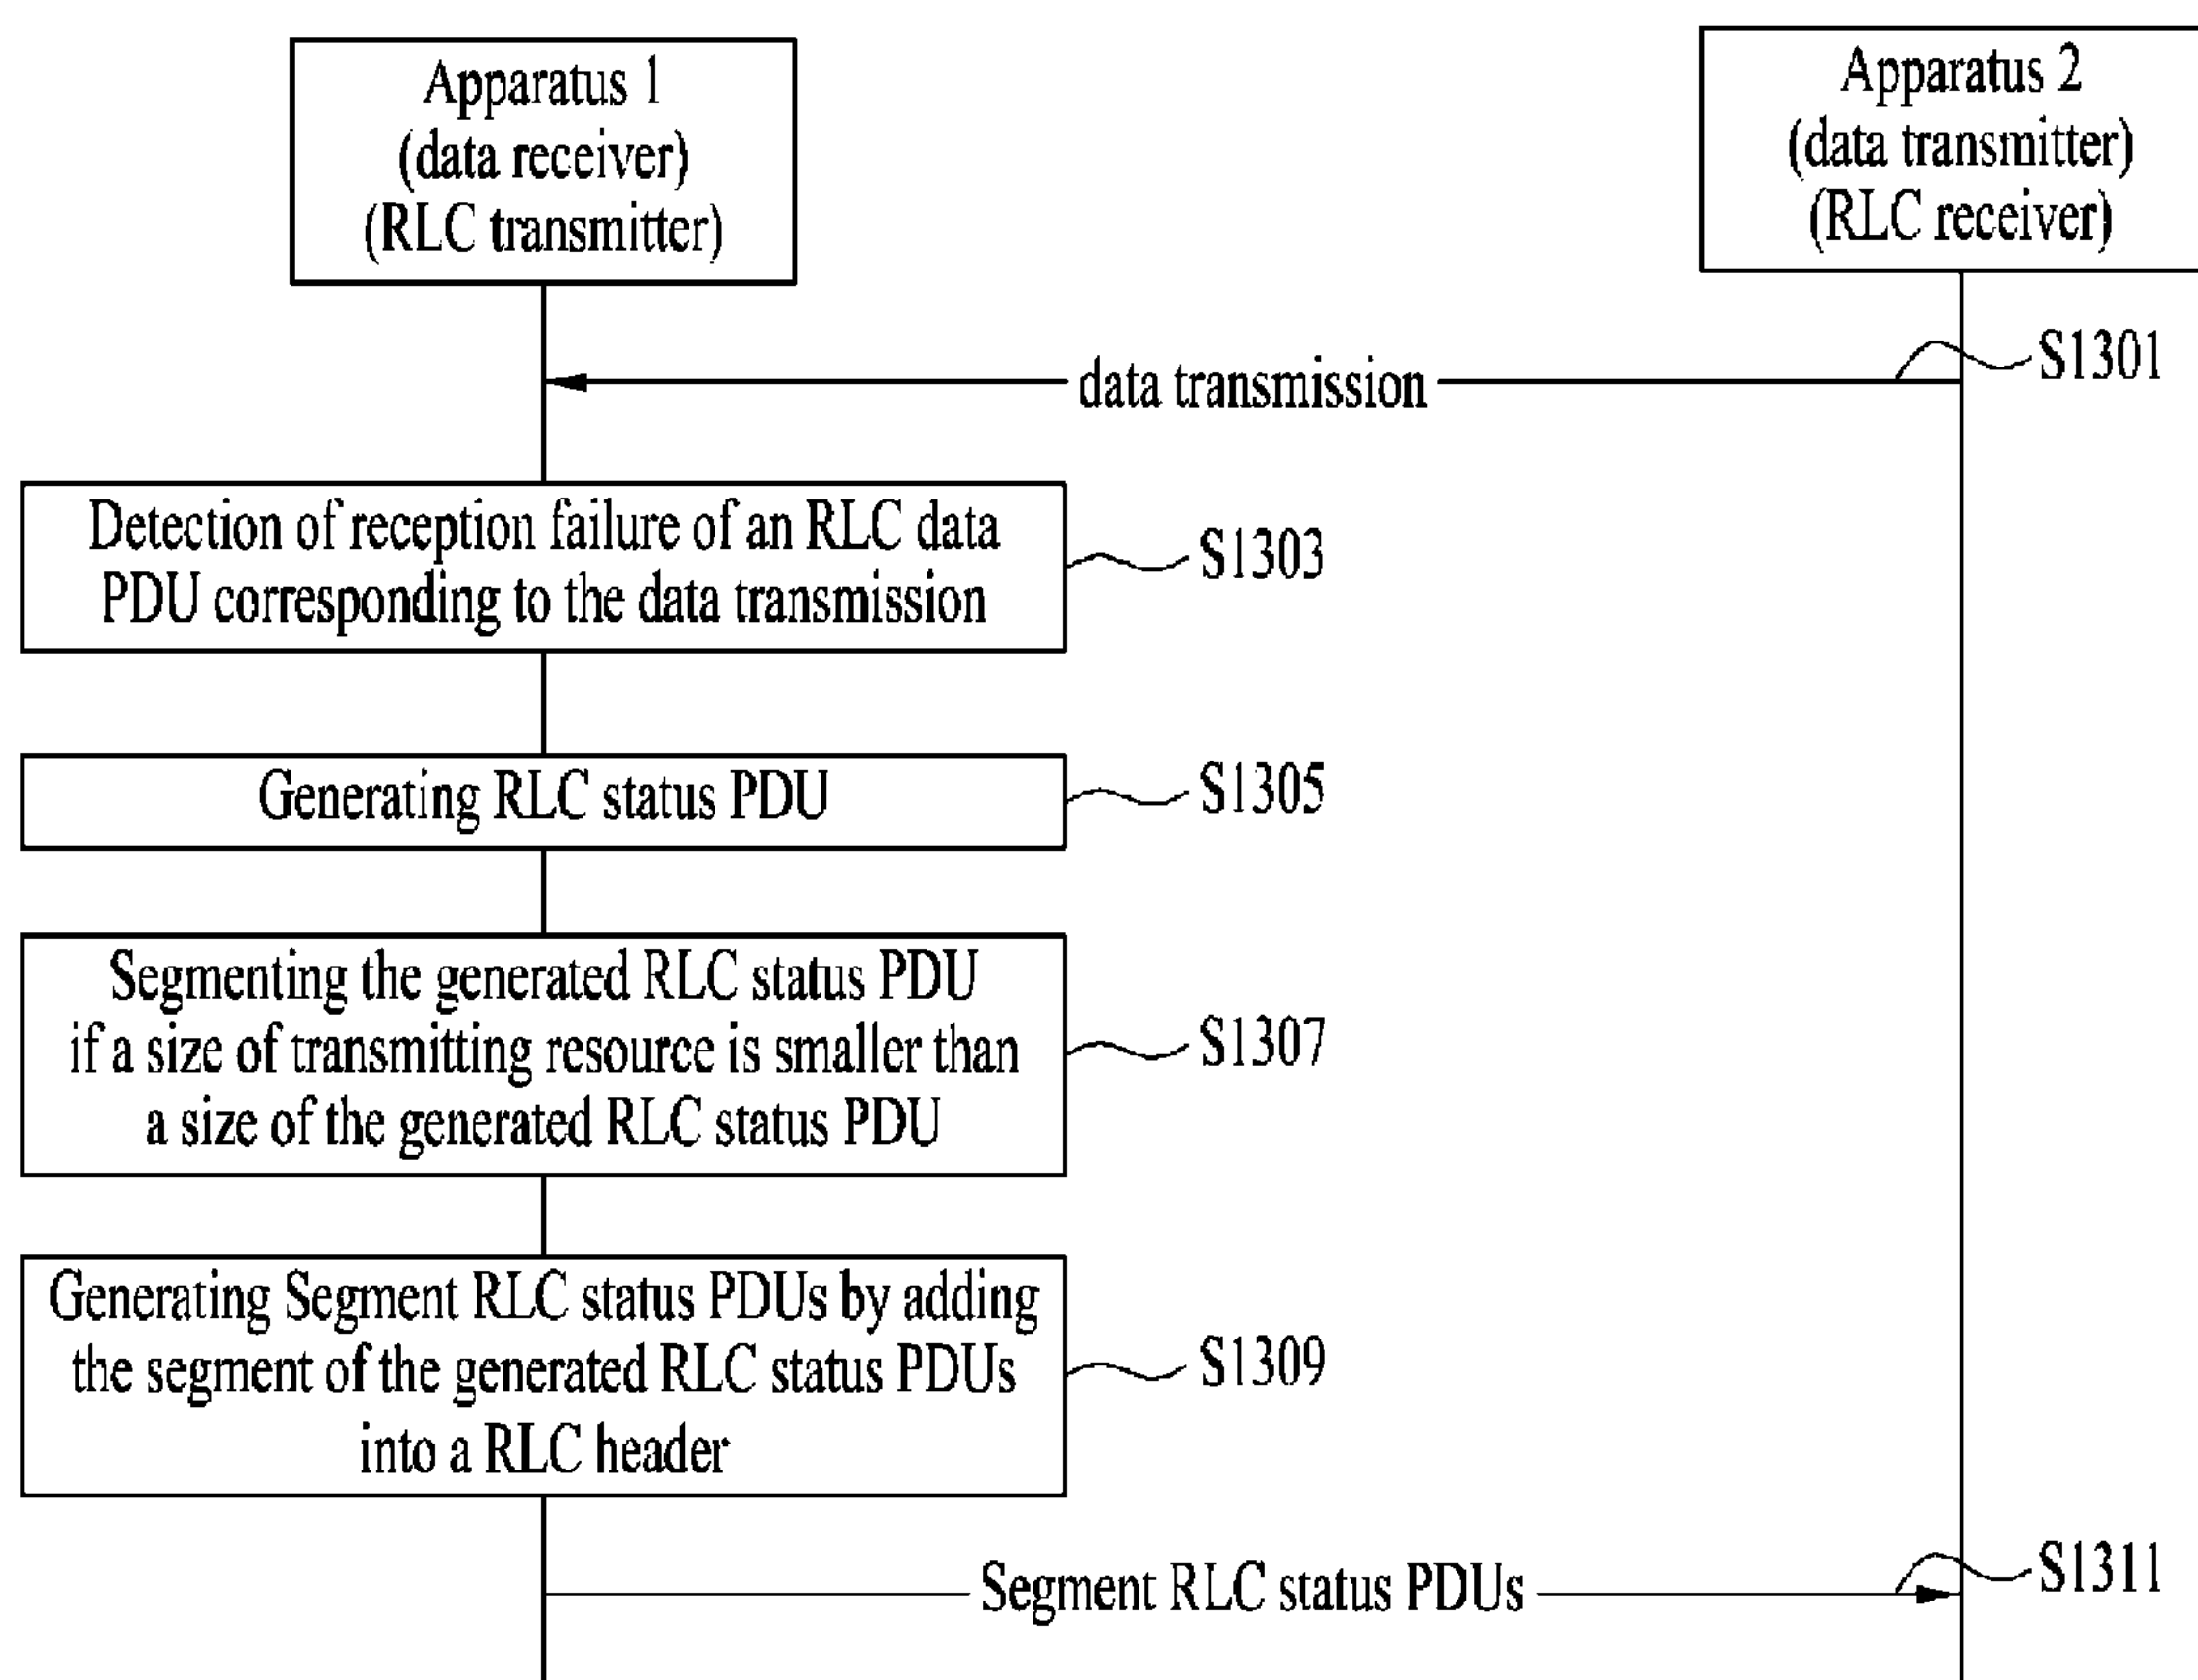 Apparatus 1
(data receiver)
(RLC transmitter)
Apparatus 2
(data transmitter)
(RLC receiver)
data transmission
S1301
Detection of reception failure of an RLC data
PDU corresponding to the data transmission
S1303
Generating RLC status PDU
S1305
Segmenting the generated RLC status PDU
if a size of transmitting resource is smaller than
a size of the generated RLC status PDU
S1307
Generating Segment RLC status PDUs by adding
the segment of the generated RLC status PDUs
into a RLC header
S1309
Segment RLC status PDUs
S1311